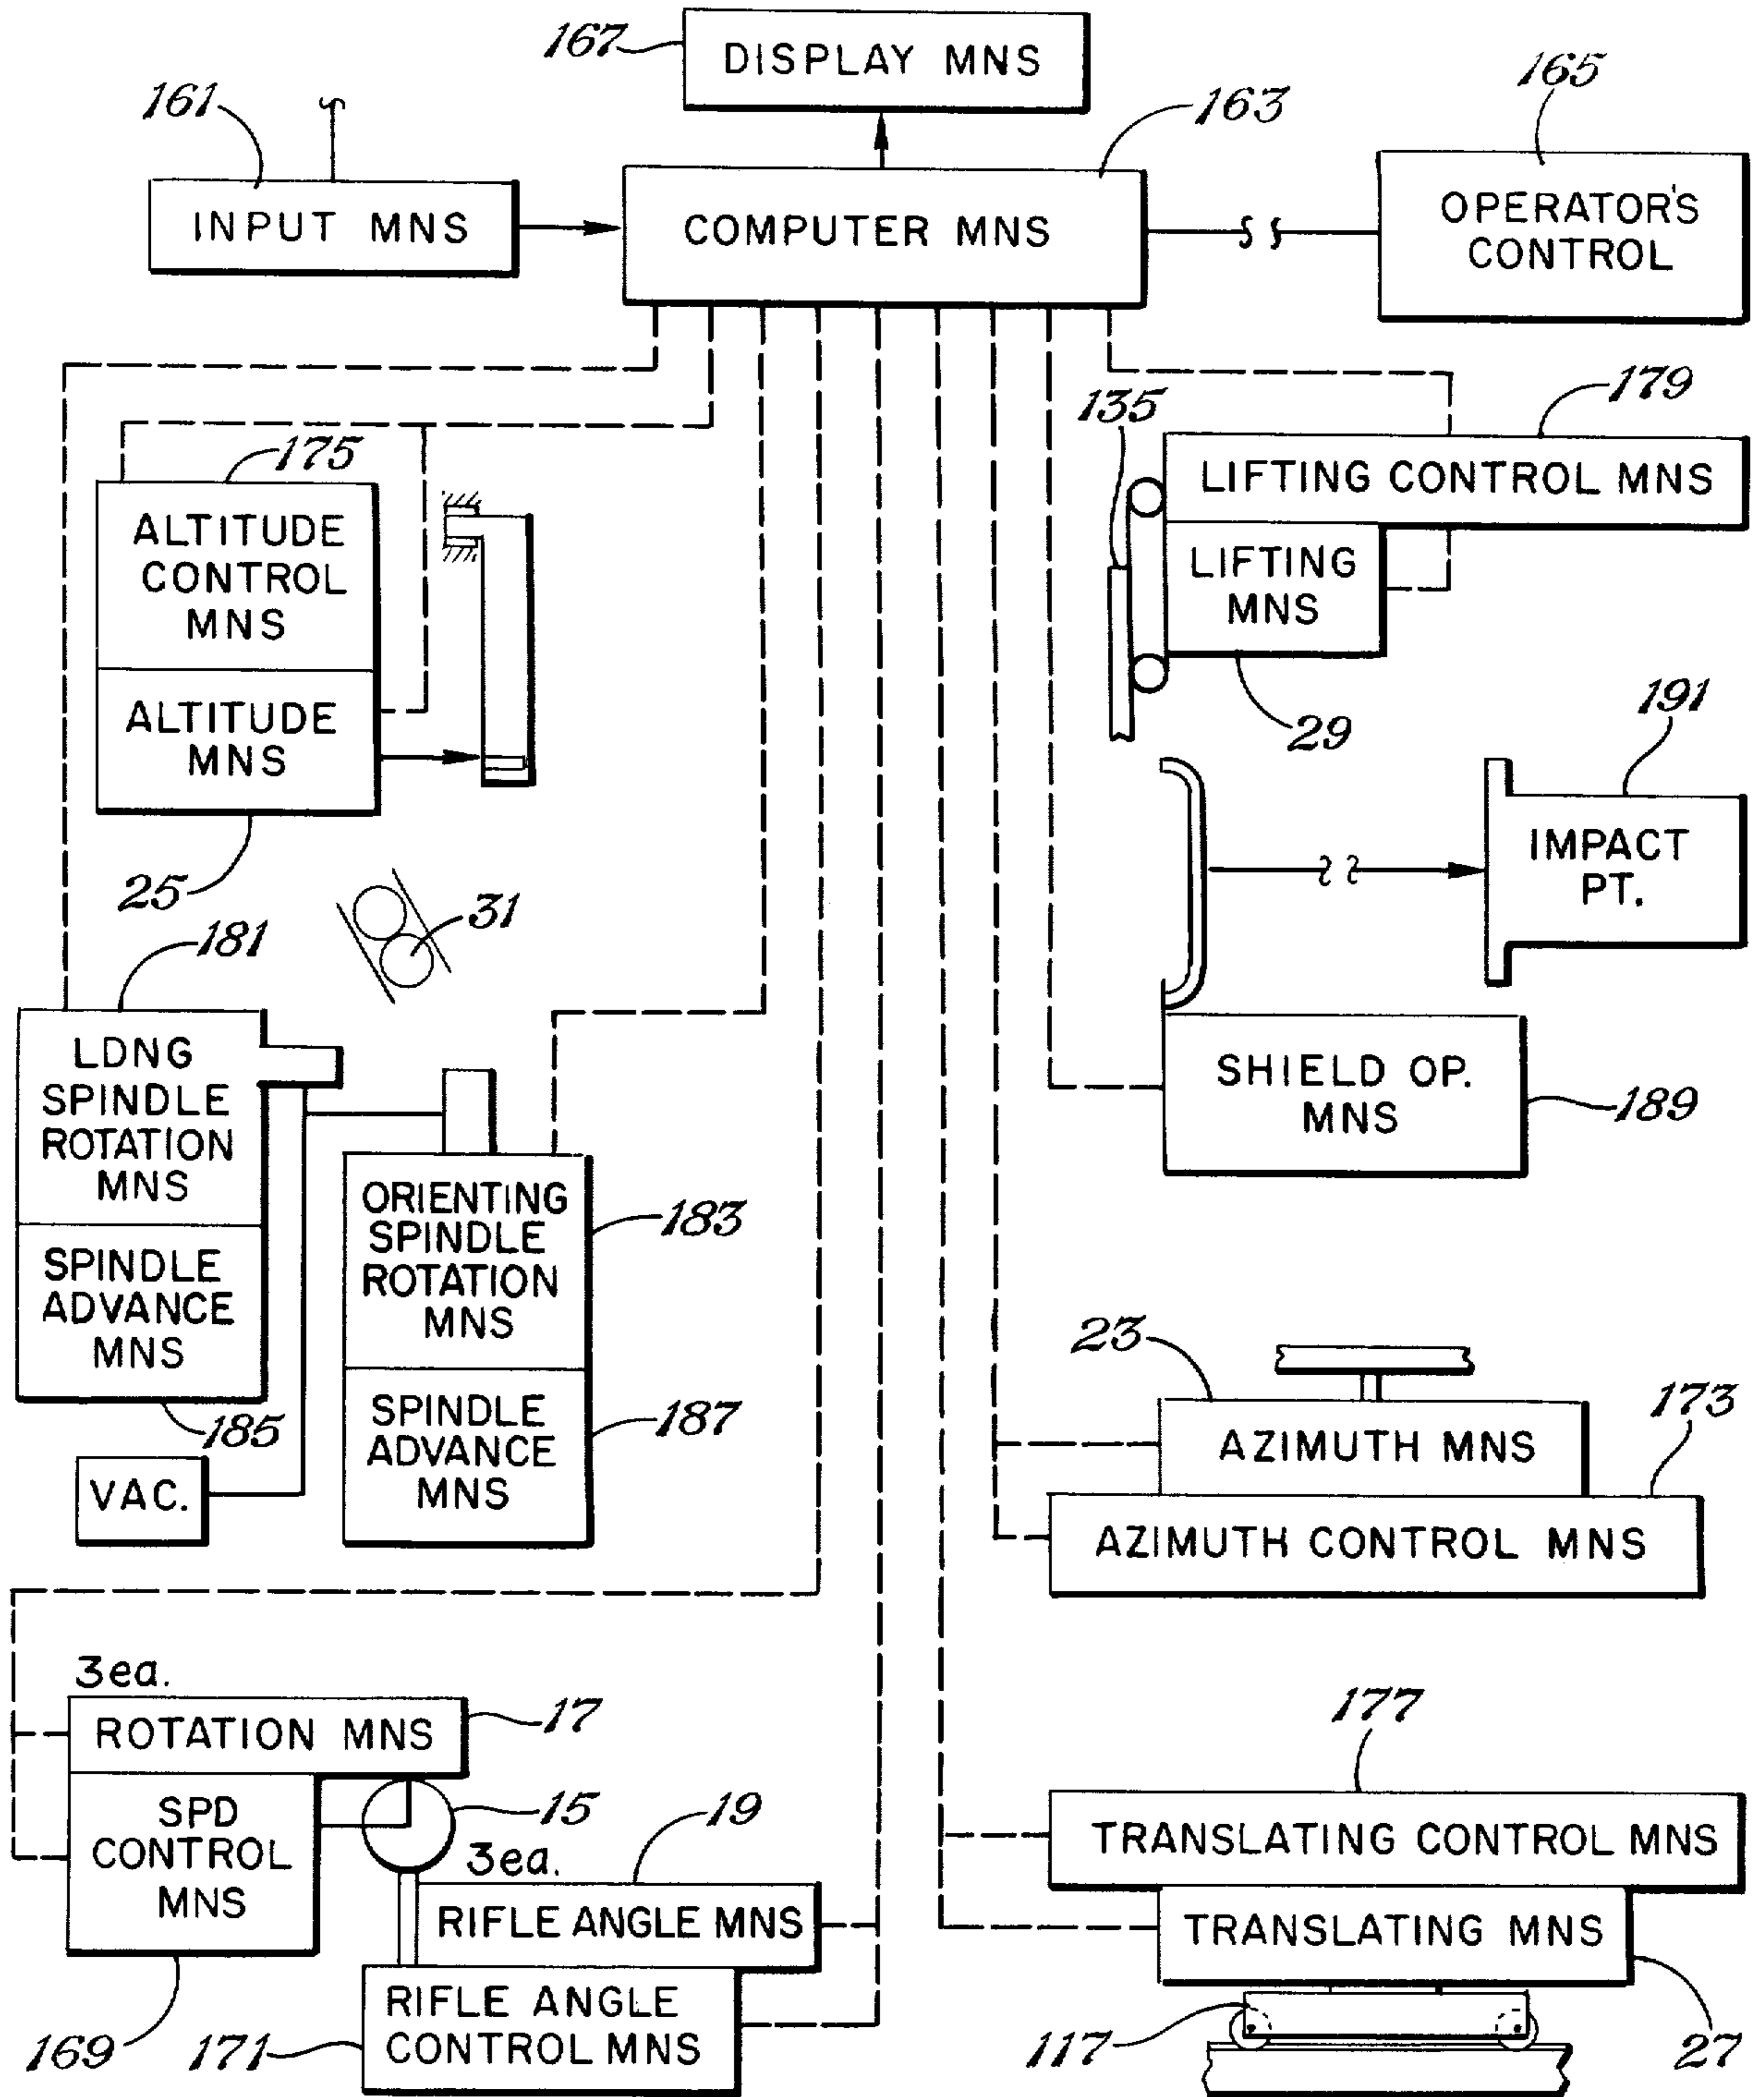 167
DISPLAY MNS
161
163
165
INPUT MNS
COMPUTER MNS
OPERATOR'S
CONTROL
179
135
LIFTING CONTROL MNS
LIFTING
MNS
29
175
ALTITUDE
CONTROL
MNS
ALTITUDE
MNS
25
31
191
IMPACT
PT.
181
LDNG
SPINDLE
ROTATION
MNS
SPINDLE
ADVANCE
MNS
185
VAC.
ORIENTING
SPINDLE
ROTATION
MNS
183
SPINDLE
ADVANCE
MNS
187
SHIELD OP.
MNS
189
23
173
AZIMUTH MNS
AZIMUTH CONTROL MNS
3ea.
ROTATION MNS
17
SPD
CONTROL
MNS
15
169
19
3ea.
RIFLE ANGLE MNS
RIFLE ANGLE
CONTROL MNS
171
177
TRANSLATING CONTROL MNS
TRANSLATING MNS
117
27